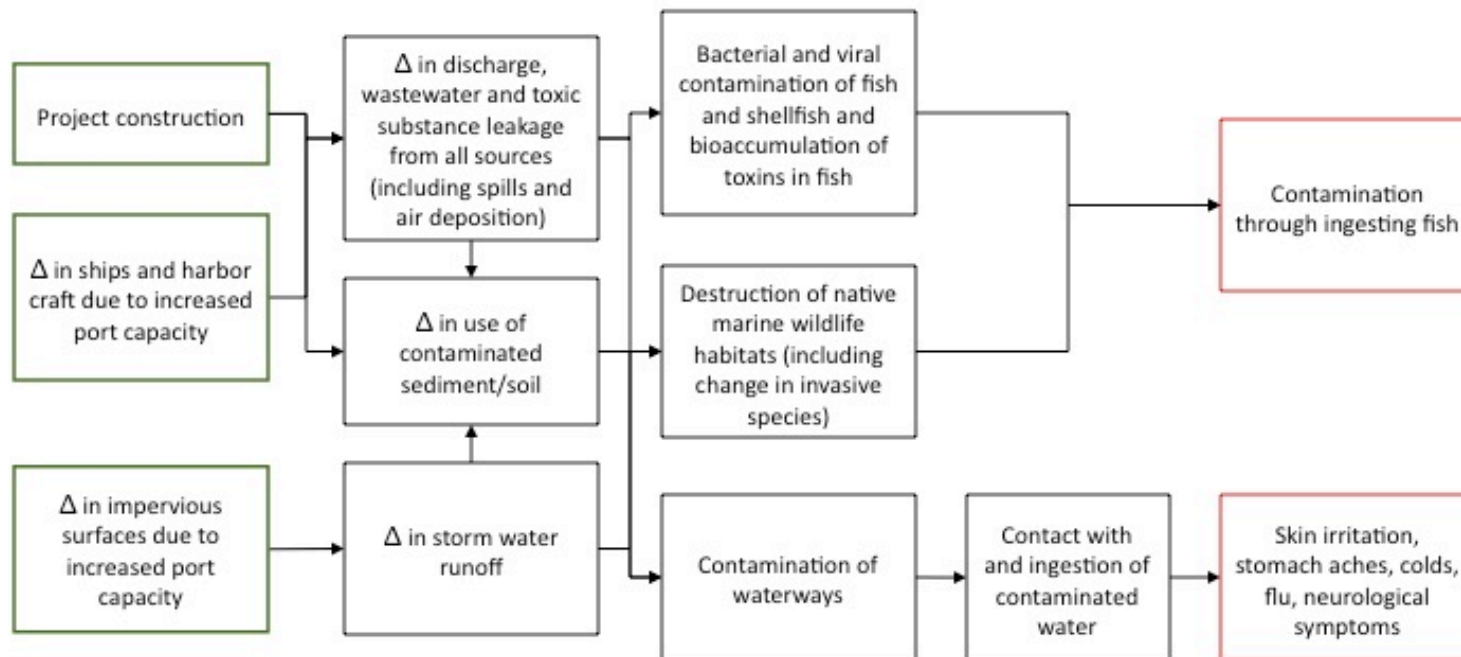 Project construction
Δ in ships and harbor
craft due to increased
port capacity
Δ in impervious
surfaces due to
increased port
capacity
Δ in discharge,
wastewater and toxic
substance leakage
from all sources
(including spills and
air deposition)
Δ in use of
contaminated
sediment/soil
Δ in storm water
runoff
Bacterial and viral
contamination of fish
and shellfish and
bioaccumulation of
toxins in fish
Destruction of native
marine wildlife
habitats (including
change in invasive
species)
Contamination of
waterways
Contact with
and ingestion of
contaminated
water
Contamination
through ingesting fish
Skin irritation,
stomach aches, colds,
flu, neurological
symptoms